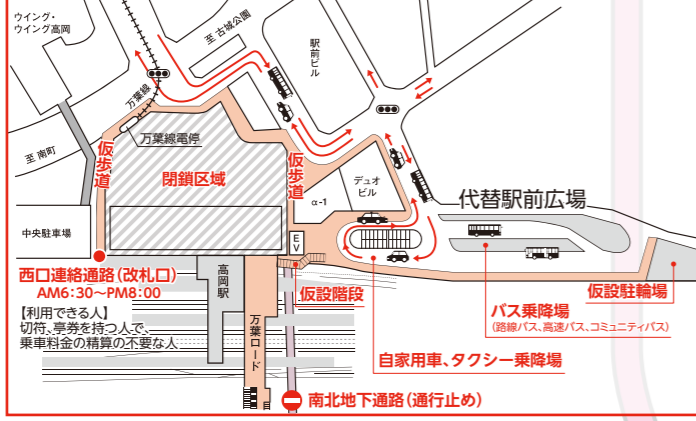 ウイング・
ウイング高岡
至 古城公園
駅前ビル
万葉線
万葉線電停
至 南町
仮歩道
閉鎖区域
仮歩道
α-1
デュオ
ビル
代替駅前広場
中央駐車場
EV
西口連絡通路(改札口)
AM6:30~PM8:00
【利用できる人】
切符、亭券を持つ人で、
乗車料金の精算の不要な人
高岡駅
万葉ロード
仮設階段
仮設駐輪場
バス乗降場
(路線バス、高速バス、コミュニティバス)
自家用車、タクシー乗降場
南北地下通路(通行止め)